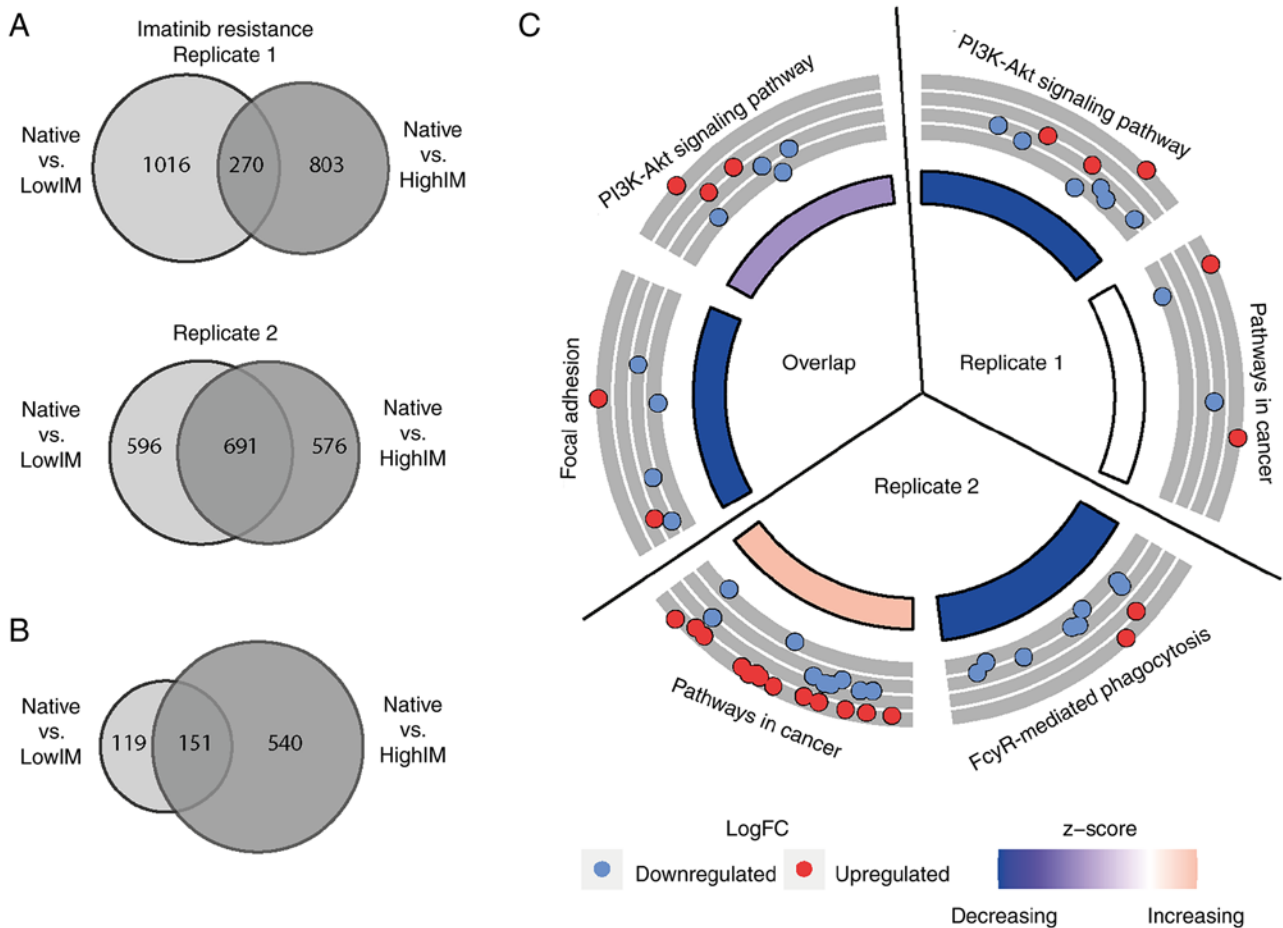 A
Imatinib resistance
Replicate 1
Native
vs.
LowIM
1016
270
803
Native
vs.
HighIM
Replicate 2
Native
vs.
LowIM
596
691
576
Native
vs.
HighIM
B
Native
vs.
LowIM
119
151
540
Native
vs.
HighIM
C
PI3K-Akt signaling pathway
PI3K-Akt signaling pathway
Focal adhesion
Overlap
Replicate 1
Pathways in cancer
Replicate 2
Pathways in cancer
FcyR-mediated phagocytosis
LogFC
Downregulated
Upregulated
z-score
Decreasing
Increasing